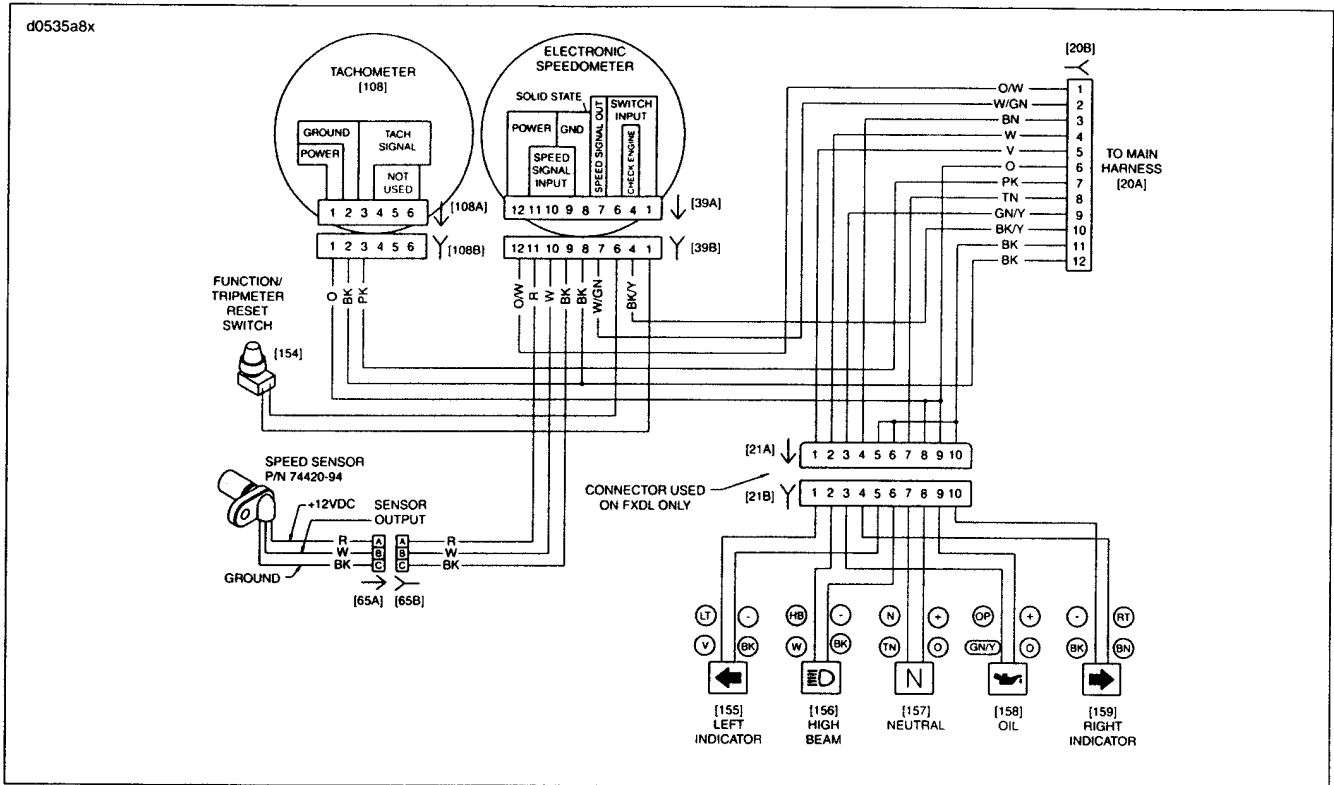 d0535a8x
TACHOMETER
[108]
GROUND
POWER
TACH
SIGNAL
NOT
USED
1 2 3 4 5 6
[108A]
1 2 3 4 5 6
[108B]
ELECTRONIC
SPEEDOMETER
SOLID STATE
POWER
GND
SPEED
SIGNAL
INPUT
SPEED SIGNAL OUT
SWITCH
INPUT
CHECK ENGINE
12 11 10 9 8 7 6 4 1
[39A]
12 11 10 9 8 7 6 4 1
[39B]
O
BK
PK
O/W
R
W
BK
BK
W/GN
BK/Y
[20B]
O/W 1
W/GN 2
BN 3
W 4
V 5
O 6
PK 7
TN 8
GN/Y 9
BK/Y 10
BK 11
BK 12
TO MAIN
HARNESS
[20A]
FUNCTION/
TRIPMETER
RESET
SWITCH
[154]
SPEED SENSOR
P/N 74420-94
+12VDC
SENSOR
OUTPUT
R A A R
W B B W
BK C C BK
GROUND
[65A] [65B]
[21A]
1 2 3 4 5 6 7 8 9 10
CONNECTOR USED
ON FXDL ONLY
[21B]
1 2 3 4 5 6 7 8 9 10
LT - HB - N + OP + - RT
V BK W BK TN O GN/Y O BK BN
N
[155]
LEFT
INDICATOR
[156]
HIGH
BEAM
[157]
NEUTRAL
[158]
OIL
[159]
RIGHT
INDICATOR